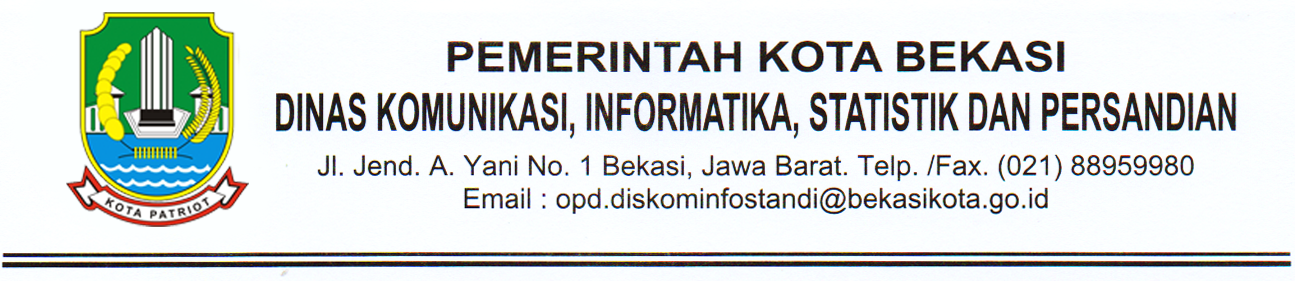 PEMERINTAH KOTA BEKASI
DINAS KOMUNIKASI, INFORMATIKA, STATISTIK DAN PERSANDIAN
Jl. Jend. A. Yani No. 1 Bekasi, Jawa Barat. Telp. /Fax. (021) 88959980
Email : opd.diskominfostandi@bekasikota.go.id
KOTA PATRIOT